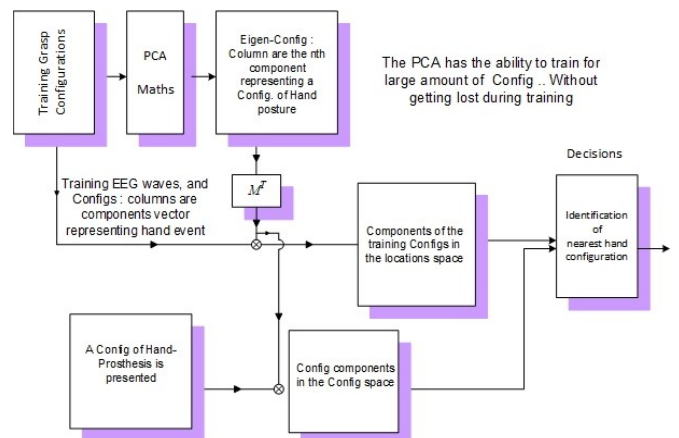 Training Grasp
Configurations
PCA
Maths
Eigen-Config :
Column are the nth
component
representing a
Config. of Hand
posture
The PCA has the ability to train for
large amount of Config .. Without
getting lost during training
Training EEG waves, and
Configs : columns are
components vector
representing hand event
M^T
Components of the
training Configs in
the locations space
Decisions
Identification
of
nearest hand
configuration
A Config of Hand-
Prosthesis is
presented
Config components
in the Config space